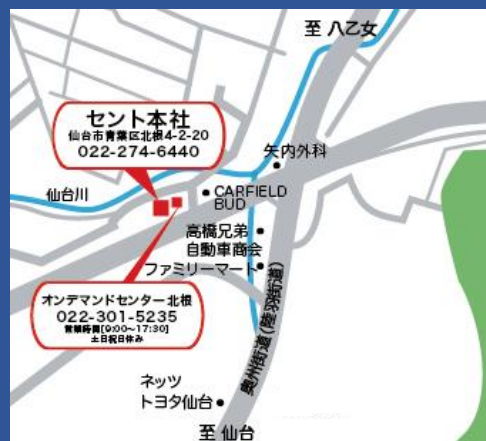 至 八乙女
セント本社
仙台市青葉区北根4-2-20
022-274-6440
矢内外科
仙台川
CARFIELD
BUD
高橋兄弟
自動車商会
ファミリーマート
オンデマンドセンター北根
022-301-5235
営業時間[9:00～17:30]
土日祝日休み
奥州街道(陸羽街道)
ネッツ
トヨタ仙台
至 仙台